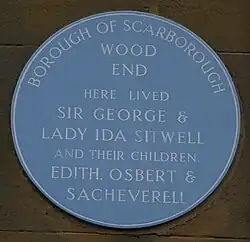 BOROUGH OF SCARBOROUGH
WOOD
END
HERE LIVED
SIR GEORGE &
LADY IDA SITWELL
AND THEIR CHILDREN,
EDITH, OSBERT &
SACHEVERELL